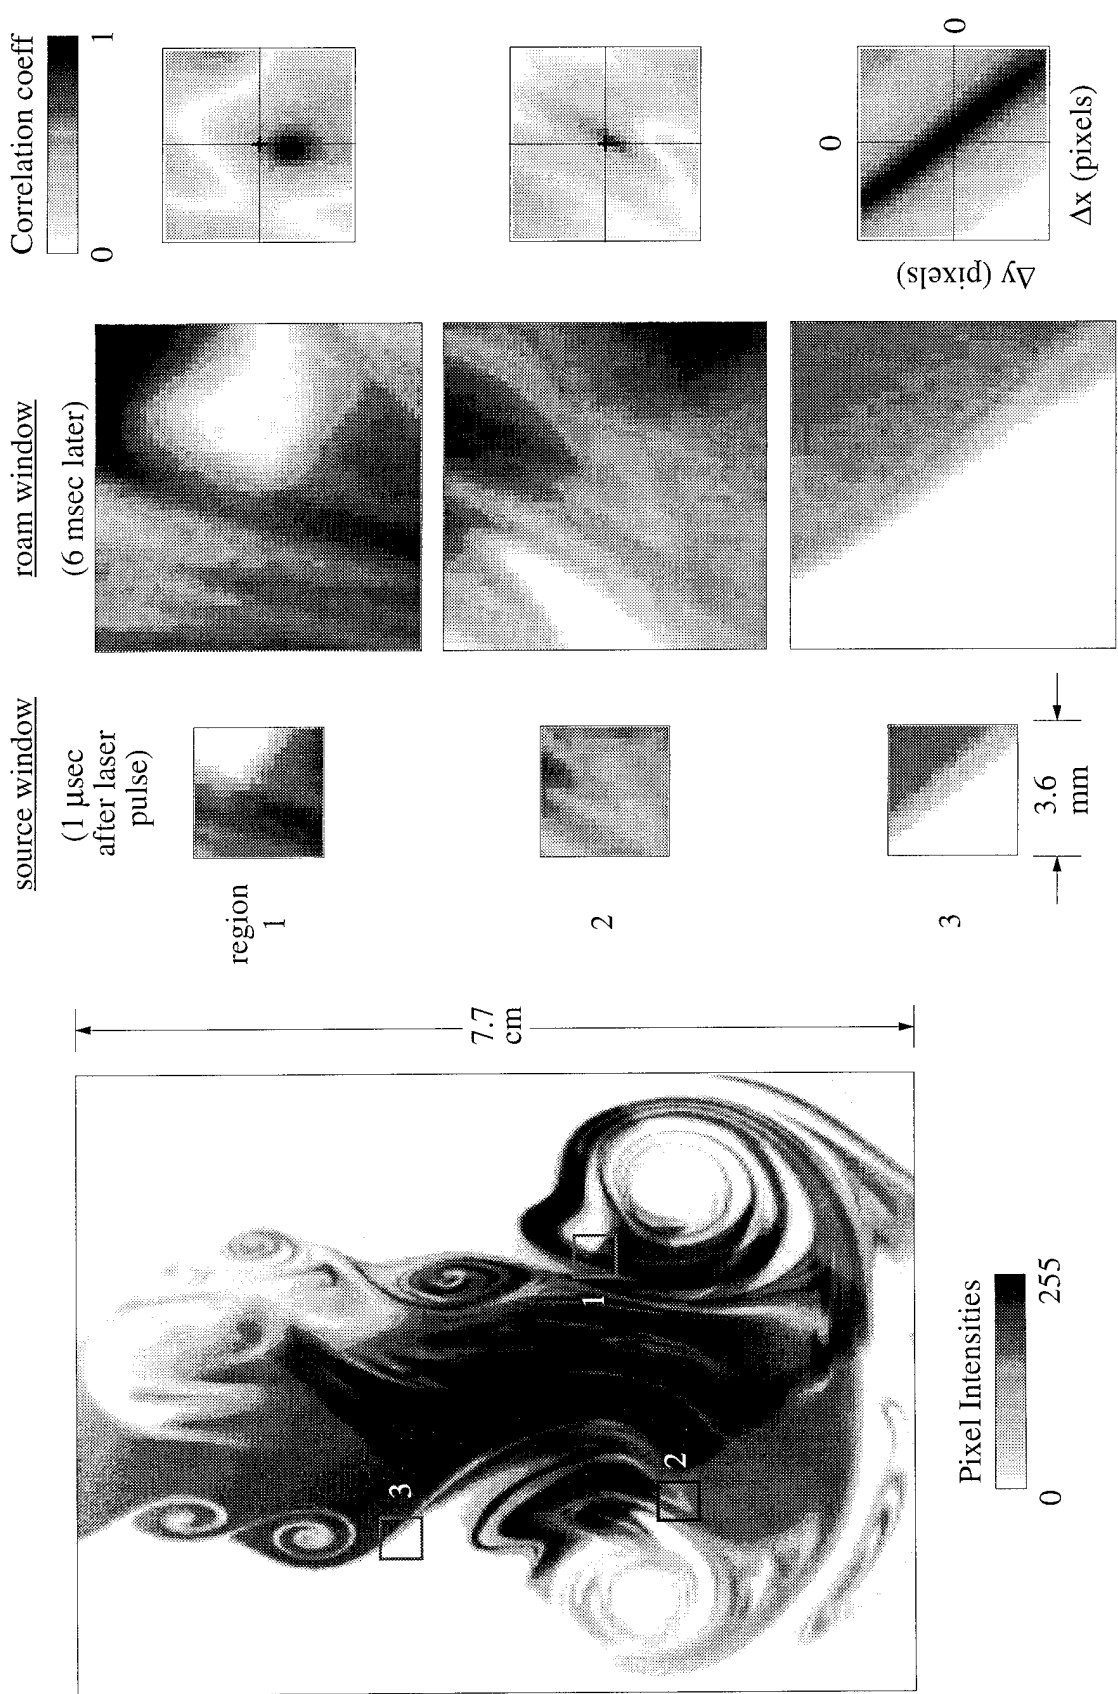 source window
(1 μsec
after laser
pulse)
roam window
(6 msec later)
Correlation coeff
0
1
region
1
2
3
3.6
mm
Δy (pixels)
Δx (pixels)
0
0
7.7
cm
1
2
3
Pixel Intensities
0
255